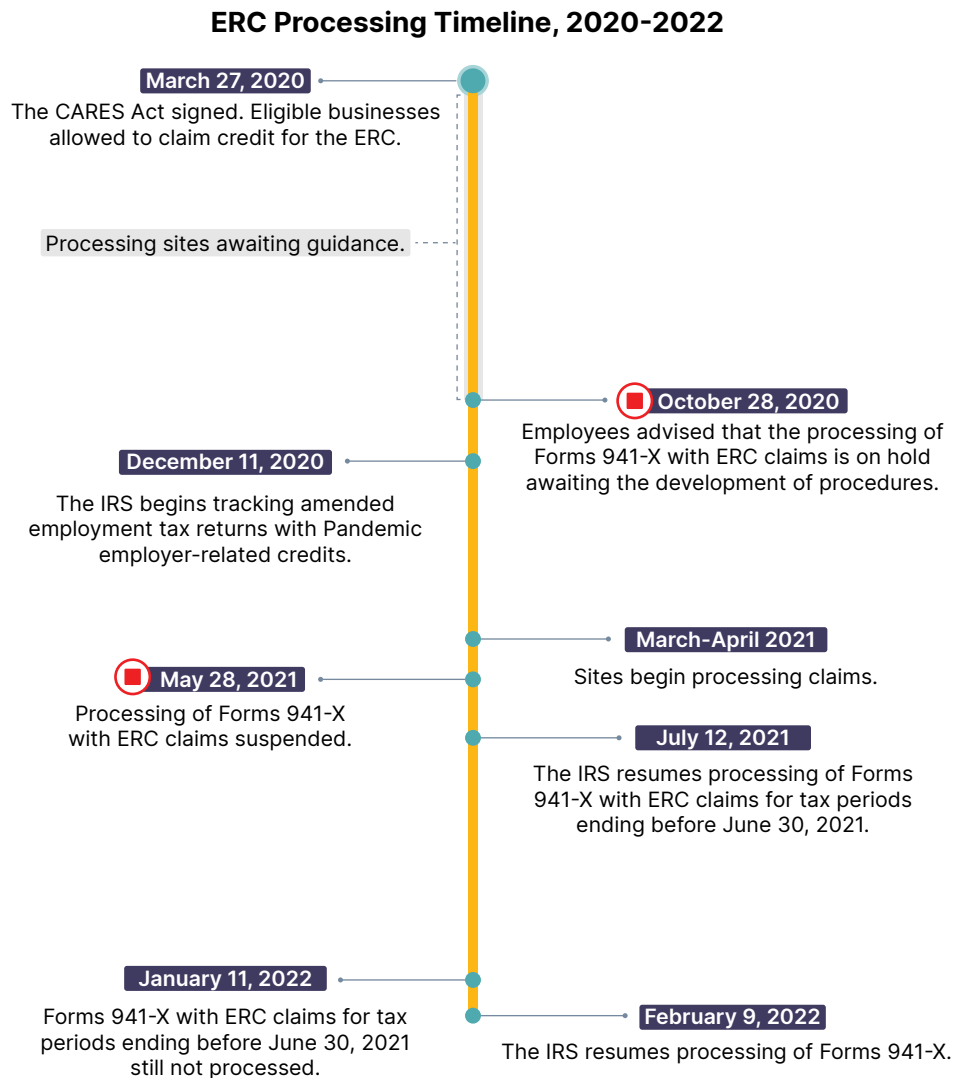 ERC Processing Timeline, 2020-2022
March 27, 2020
The CARES Act signed. Eligible businesses
allowed to claim credit for the ERC.
Processing sites awaiting guidance.
October 28, 2020
Employees advised that the processing of
Forms 941-X with ERC claims is on hold
awaiting the development of procedures.
December 11, 2020
The IRS begins tracking amended
employment tax returns with Pandemic
employer-related credits.
March-April 2021
Sites begin processing claims.
May 28, 2021
Processing of Forms 941-X
with ERC claims suspended.
July 12, 2021
The IRS resumes processing of Forms
941-X with ERC claims for tax periods
ending before June 30, 2021.
January 11, 2022
Forms 941-X with ERC claims for tax
periods ending before June 30, 2021
still not processed.
February 9, 2022
The IRS resumes processing of Forms 941-X.